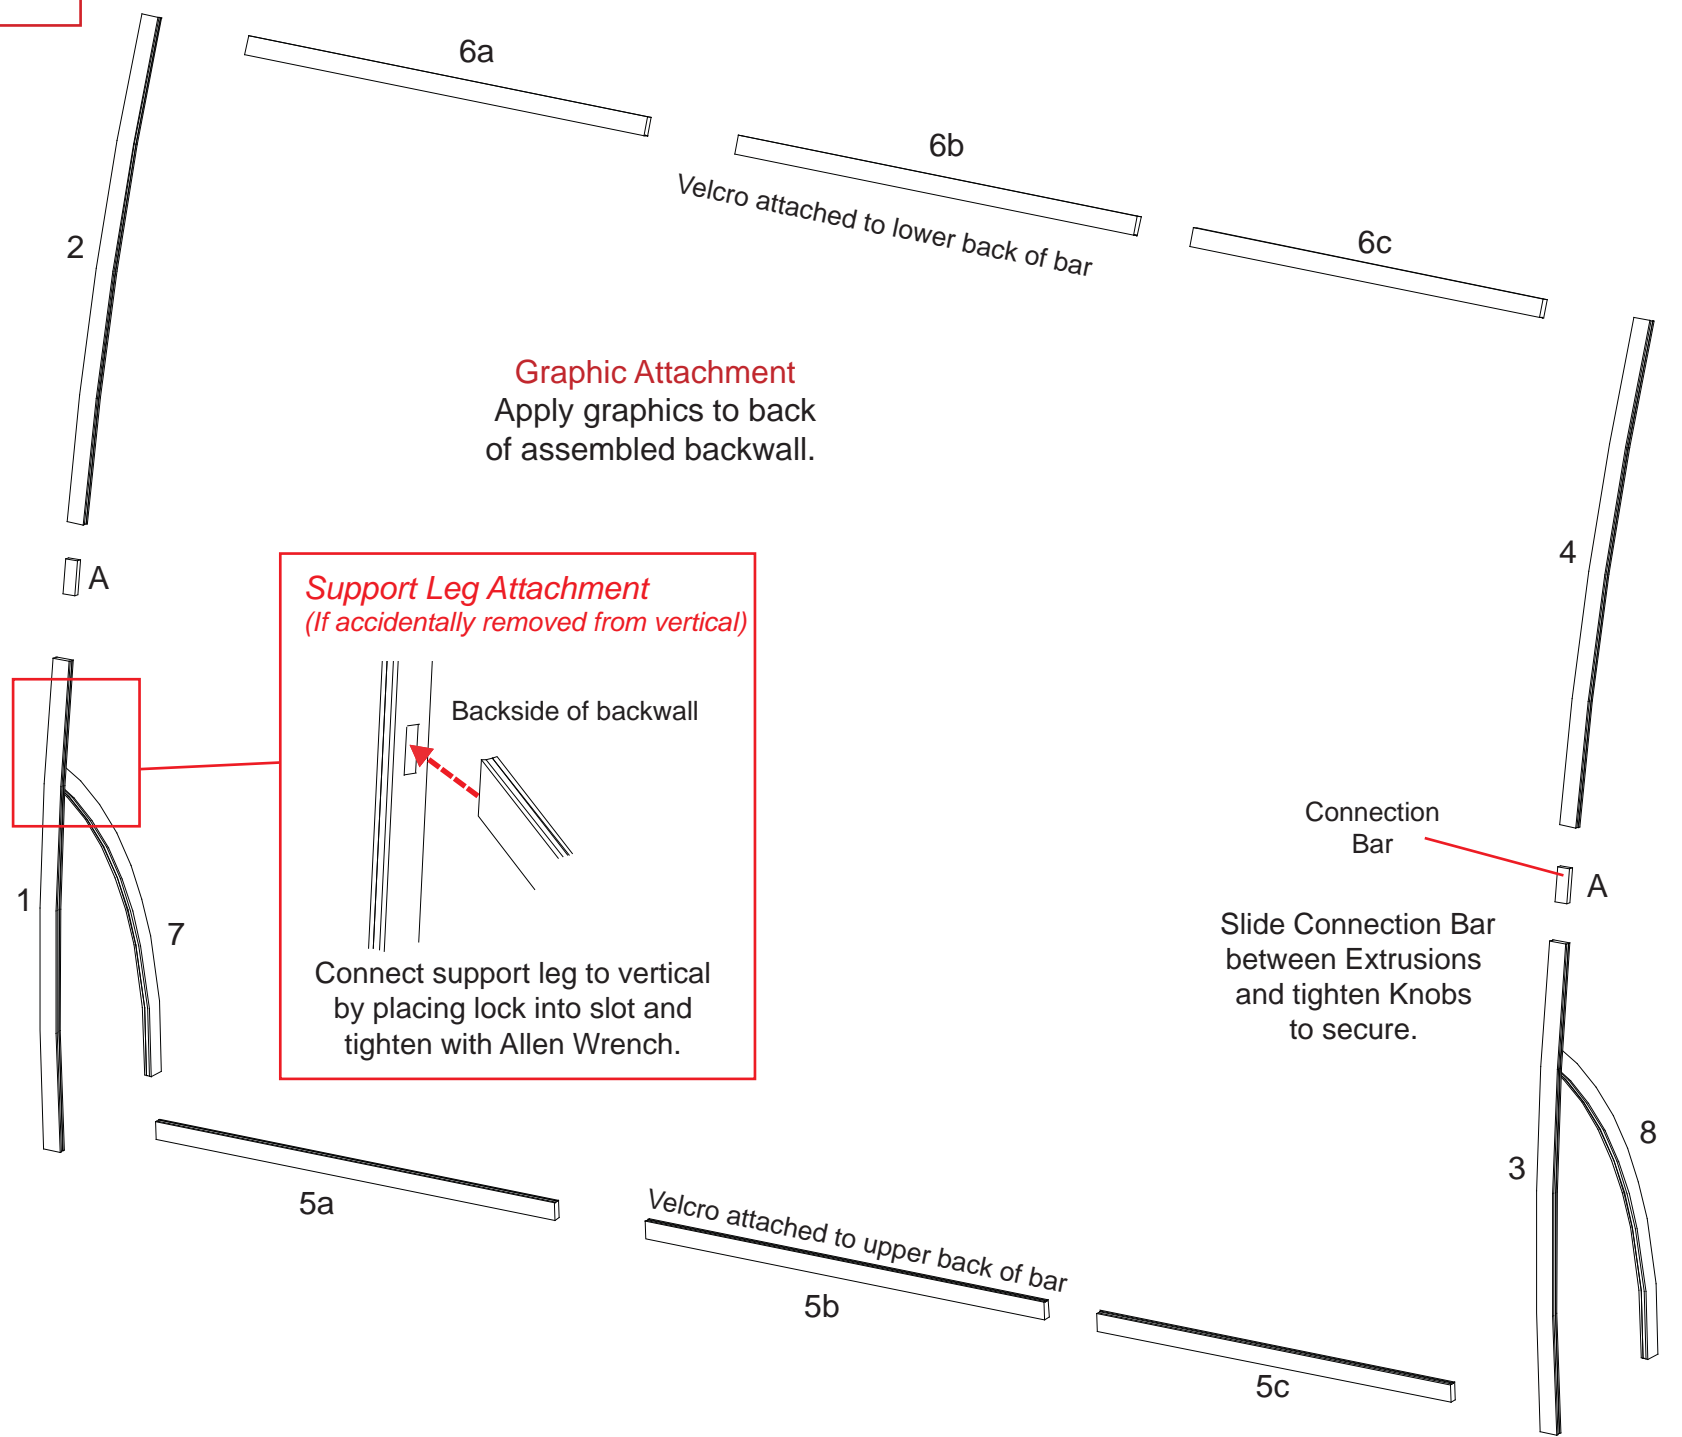 6a
6b
Velcro attached to lower back of bar
6c
2
Graphic Attachment
Apply graphics to back
of assembled backwall.
4
A
Support Leg Attachment
(If accidentally removed from vertical)
Backside of backwall
Connect support leg to vertical
by placing lock into slot and
tighten with Allen Wrench.
1
7
Connection
Bar
A
Slide Connection Bar
between Extrusions
and tighten Knobs
to secure.
3
8
5a
Velcro attached to upper back of bar
5b
5c